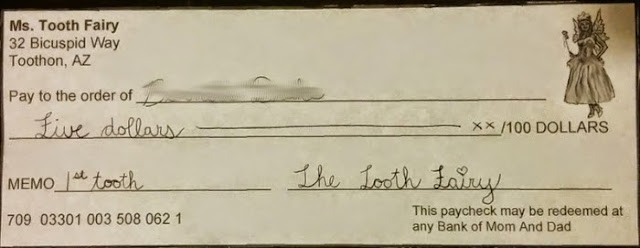 Ms. Tooth Fairy
32 Bicuspid Way
Toothon, AZ
Pay to the order of
Five dollars xx/100 DOLLARS
MEMO 1st tooth The Tooth Fairy
709 03301 003 508 062 1
This paycheck may be redeemed at
any Bank of Mom And Dad